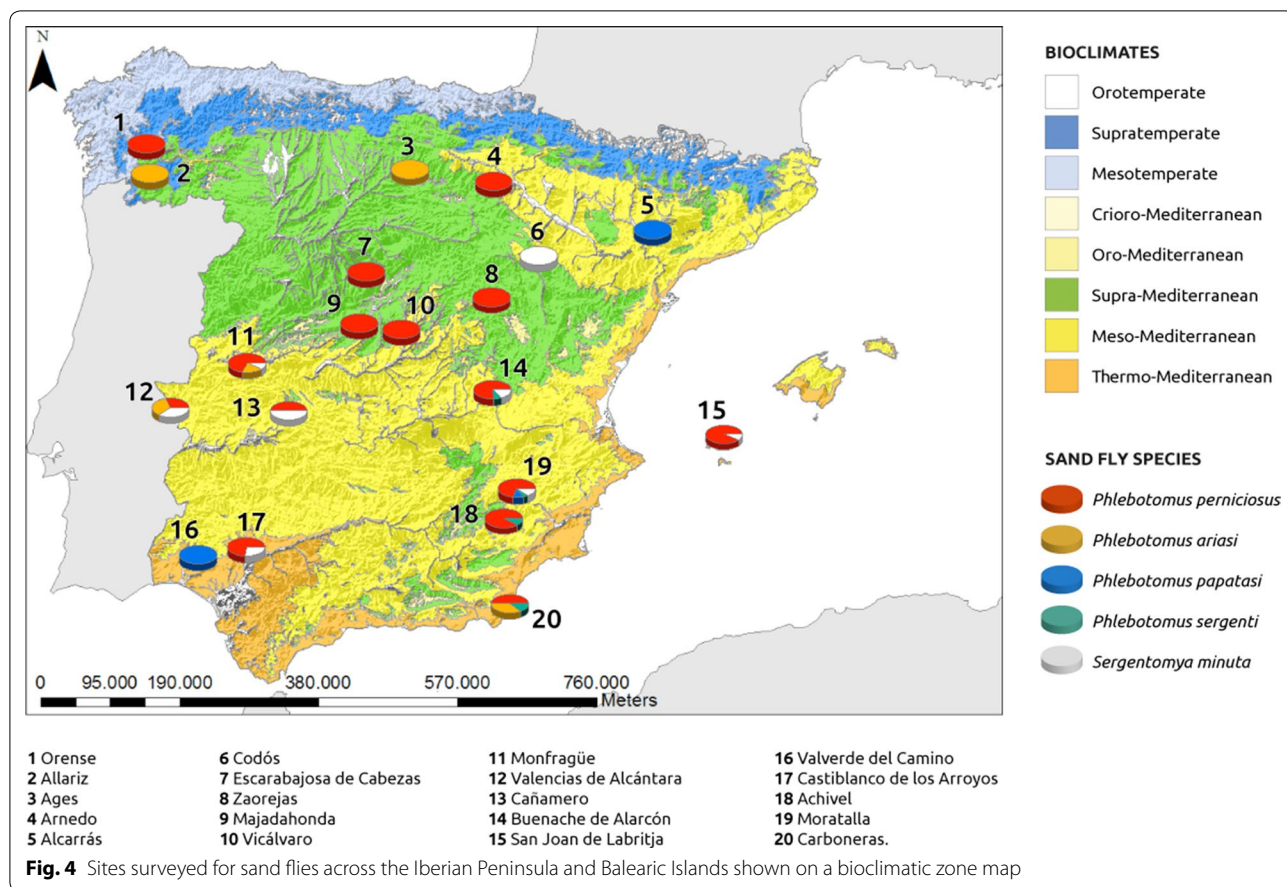 N
1
2
3
4
5
6
7
8
9
10
11
12
13
14
15
16
17
18
19
20
0 95.000 190.000 380.000 570.000 760.000
Meters
BIOCLIMATES
Orotemperate
Supratemperate
Mesotemperate
Crioro-Mediterranean
Oro-Mediterranean
Supra-Mediterranean
Meso-Mediterranean
Thermo-Mediterranean
SAND FLY SPECIES
Phlebotomus perniciosus
Phlebotomus ariasi
Phlebotomus papatasi
Phlebotomus sergenti
Sergentomya minuta
1 Orense
2 Allariz
3 Ages
4 Arnedo
5 Alcarrás
6 Codós
7 Escarabajosa de Cabezas
8 Zaorejas
9 Majadahonda
10 Vicálvaro
11 Monfragüe
12 Valencias de Alcántara
13 Cañamero
14 Buenache de Alarcón
15 San Joan de Labritja
16 Valverde del Camino
17 Castiblanco de los Arroyos
18 Achivel
19 Moratalla
20 Carboneras.
Fig. 4 Sites surveyed for sand flies across the Iberian Peninsula and Balearic Islands shown on a bioclimatic zone map